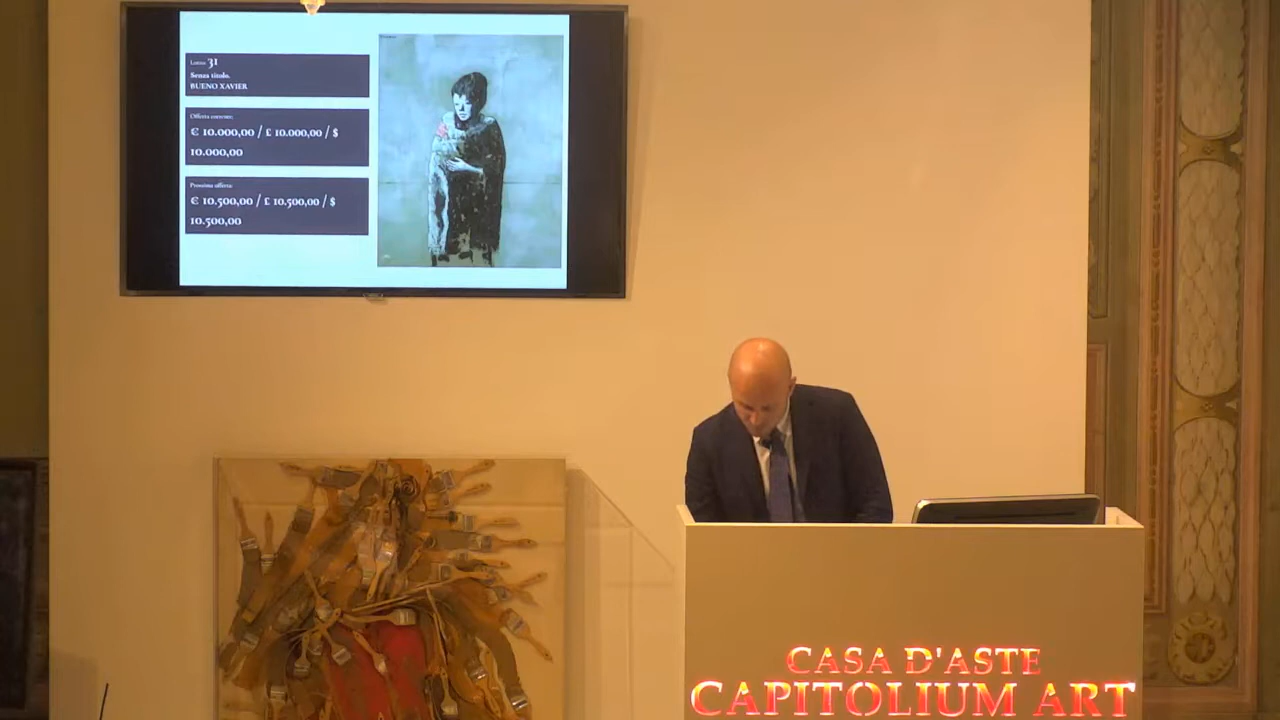 Lotto: 31
Senza titolo.
BUENO XAVIER
Offerta corrente:
€ 10.000,00 / £ 10.000,00 / $
10.000,00
Prossima offerta:
€ 10.500,00 / £ 10.500,00 / $
10.500,00
CASA D'ASTE
CAPITOLIUM ART